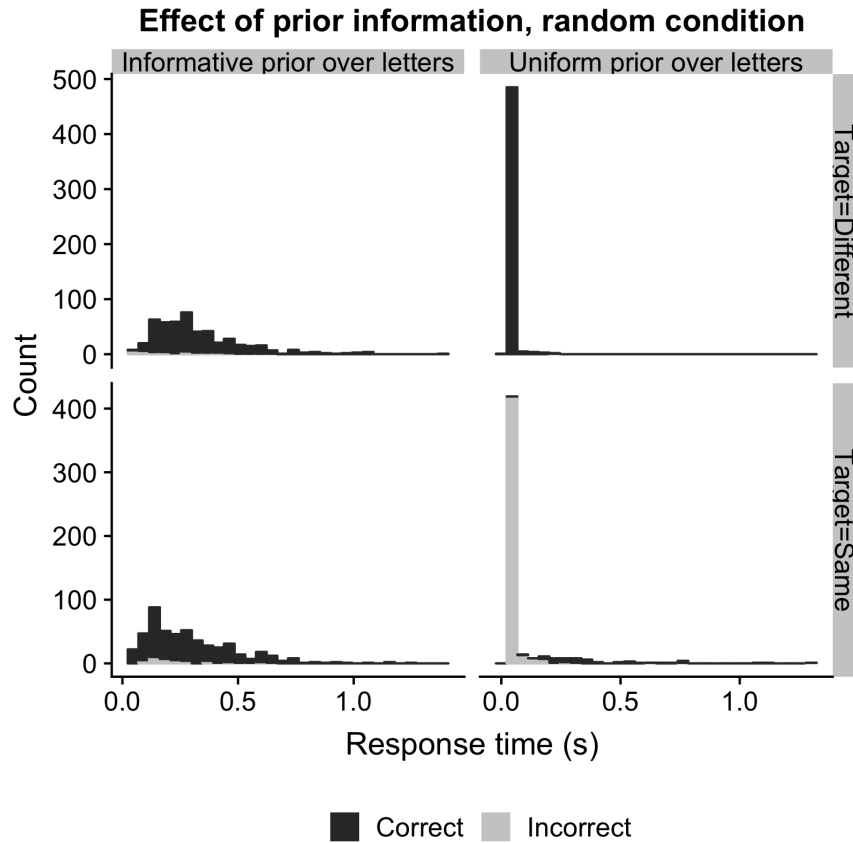 Effect of prior information, random condition
Informative prior over letters
Uniform prior over letters
500
400
300
200
100
0
Target=Different
Count
400
300
200
100
0
Target=Same
0.0 0.5 1.0
0.0 0.5 1.0
Response time (s)
Correct Incorrect